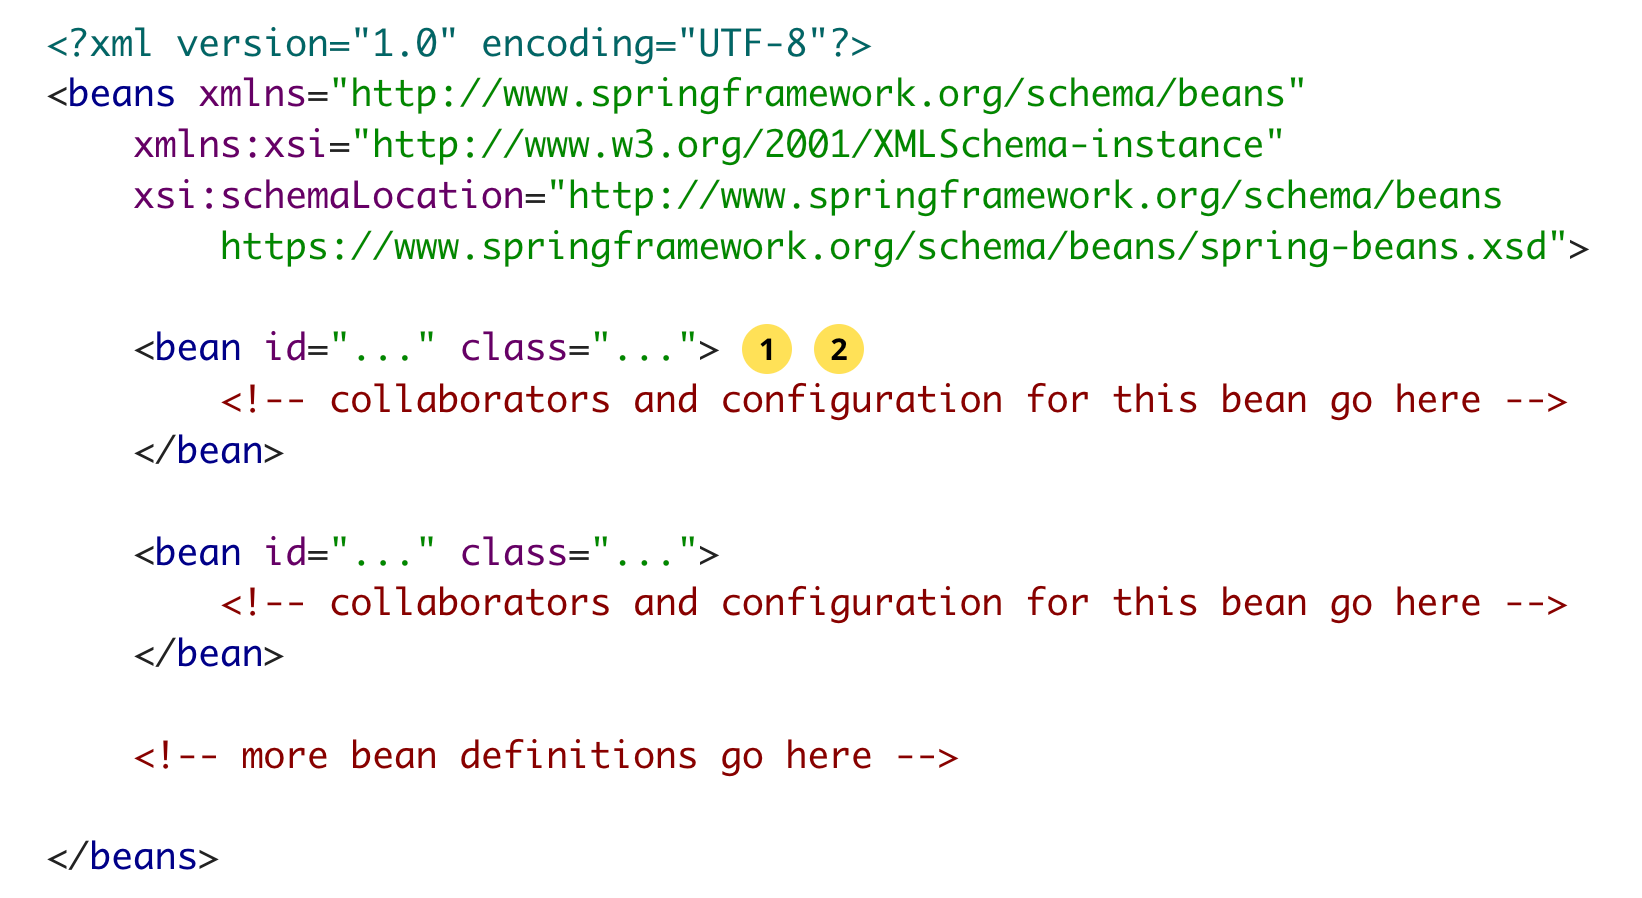 <?xml version="1.0" encoding="UTF-8"?>
<beans xmlns="http://www.springframework.org/schema/beans"
    xmlns:xsi="http://www.w3.org/2001/XMLSchema-instance"
    xsi:schemaLocation="http://www.springframework.org/schema/beans
        https://www.springframework.org/schema/beans/spring-beans.xsd">

    <bean id="..." class="..."> 1 2
        <!-- collaborators and configuration for this bean go here -->
    </bean>

    <bean id="..." class="...">
        <!-- collaborators and configuration for this bean go here -->
    </bean>

    <!-- more bean definitions go here -->

</beans>